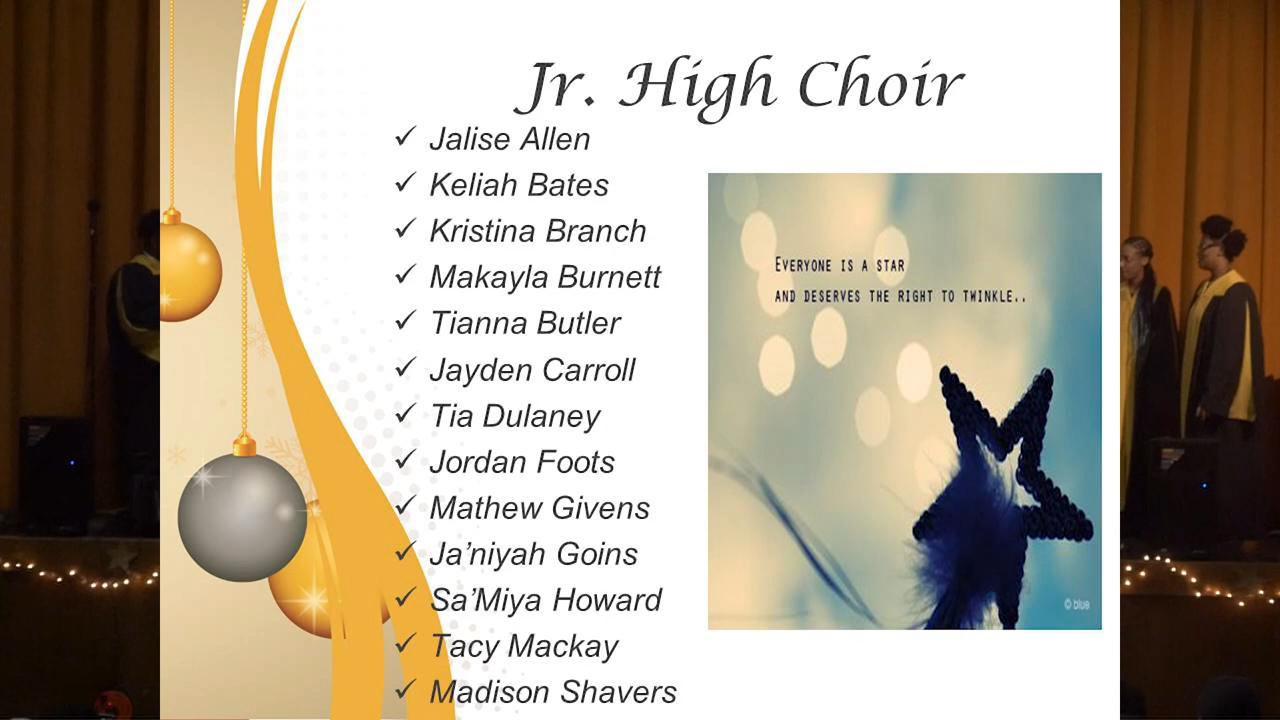 Jr. High Choir
✓ Jalise Allen
✓ Keliah Bates
✓ Kristina Branch
✓ Makayla Burnett
✓ Tianna Butler
✓ Jayden Carroll
✓ Tia Dulaney
✓ Jordan Foots
✓ Mathew Givens
✓ Ja’niyah Goins
✓ Sa’Miya Howard
✓ Tacy Mackay
✓ Madison Shavers
Everyone is a star
and deserves the right to twinkle..
© blue